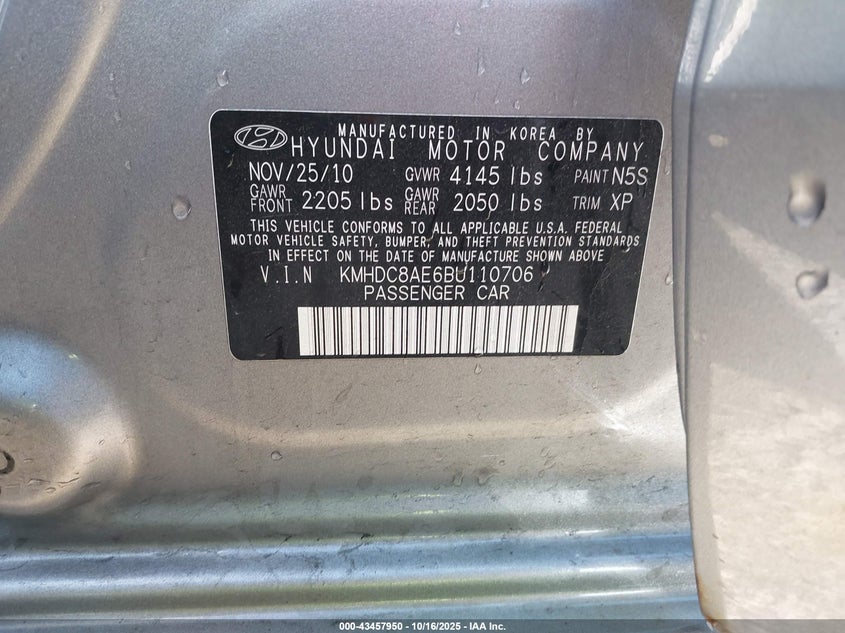 MANUFACTURED IN KOREA BY
HYUNDAI MOTOR COMPANY
NOV/25/10 GVWR 4145 lbs PAINT N5S
GAWR FRONT 2205 lbs GAWR REAR 2050 lbs TRIM XP
THIS VEHICLE CONFORMS TO ALL APPLICABLE U.S.A. FEDERAL
MOTOR VEHICLE SAFETY, BUMPER, AND THEFT PREVENTION STANDARDS
IN EFFECT ON THE DATE OF MANUFACTURE SHOWN ABOVE
V.I.N KMHDC8AE6BU110706
PASSENGER CAR
000-43457950 - 10/16/2025 - IAA Inc.